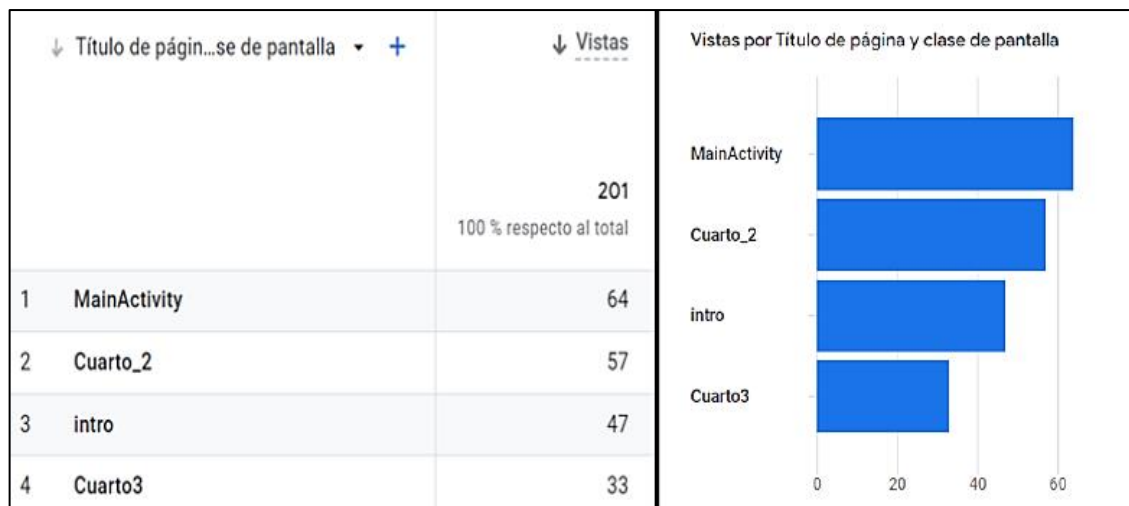 ↓ Título de págin...se de pantalla ▾ +
↓ Vistas
201
100 % respecto al total
1 MainActivity 64
2 Cuarto_2 57
3 intro 47
4 Cuarto3 33
Vistas por Título de página y clase de pantalla
MainActivity
Cuarto_2
intro
Cuarto3
0 20 40 60